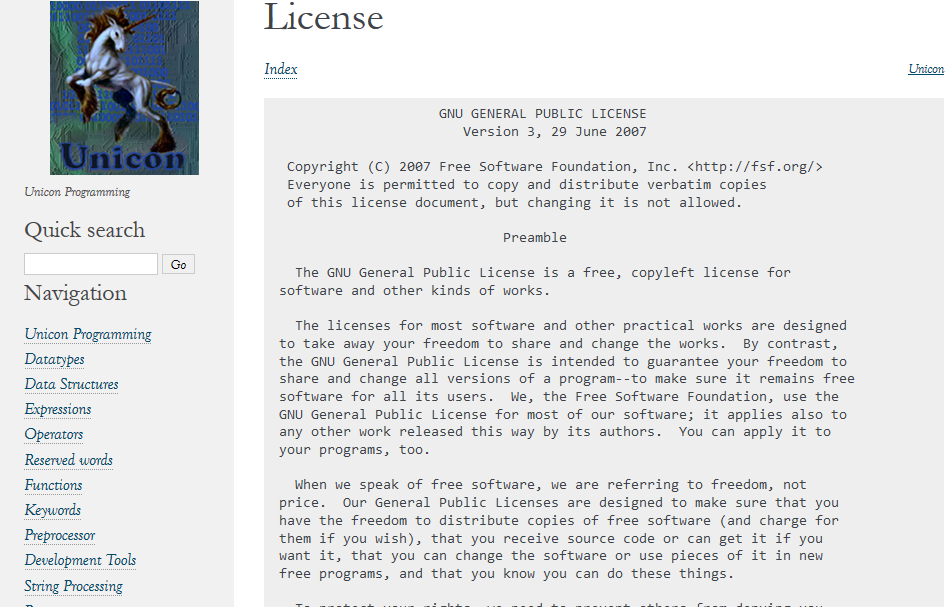 Unicon
Unicon Programming
Quick search
Go
Navigation
Unicon Programming
Datatypes
Data Structures
Expressions
Operators
Reserved words
Functions
Keywords
Preprocessor
Development Tools
String Processing
License
Index
Unicon
GNU GENERAL PUBLIC LICENSE
Version 3, 29 June 2007
Copyright (C) 2007 Free Software Foundation, Inc. <http://fsf.org/>
Everyone is permitted to copy and distribute verbatim copies
of this license document, but changing it is not allowed.
Preamble
The GNU General Public License is a free, copyleft license for
software and other kinds of works.
The licenses for most software and other practical works are designed
to take away your freedom to share and change the works.  By contrast,
the GNU General Public License is intended to guarantee your freedom to
share and change all versions of a program--to make sure it remains free
software for all its users.  We, the Free Software Foundation, use the
GNU General Public License for most of our software; it applies also to
any other work released this way by its authors.  You can apply it to
your programs, too.
When we speak of free software, we are referring to freedom, not
price.  Our General Public Licenses are designed to make sure that you
have the freedom to distribute copies of free software (and charge for
them if you wish), that you receive source code or can get it if you
want it, that you can change the software or use pieces of it in new
free programs, and that you know you can do these things.